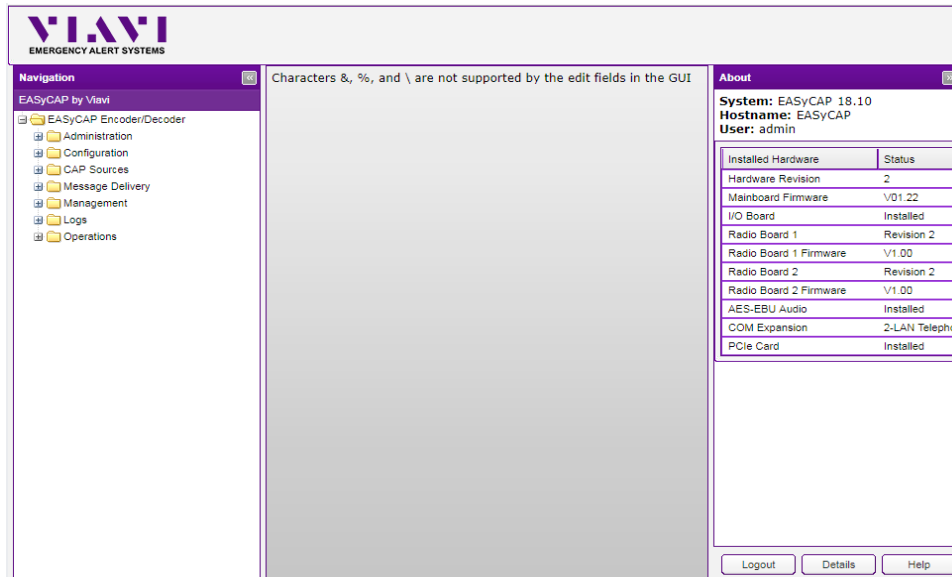 VIAVI
EMERGENCY ALERT SYSTEMS
Navigation
EASyCAP by Viavi
EASyCAP Encoder/Decoder
Administration
Configuration
CAP Sources
Message Delivery
Management
Logs
Operations
Characters &, %, and \ are not supported by the edit fields in the GUI
About
System: EASyCAP 18.10
Hostname: EASyCAP
User: admin
Installed Hardware Status
Hardware Revision 2
Mainboard Firmware V01.22
I/O Board Installed
Radio Board 1 Revision 2
Radio Board 1 Firmware V1.00
Radio Board 2 Revision 2
Radio Board 2 Firmware V1.00
AES-EBU Audio Installed
COM Expansion 2-LAN Telepho
PCIe Card Installed
Logout Details Help